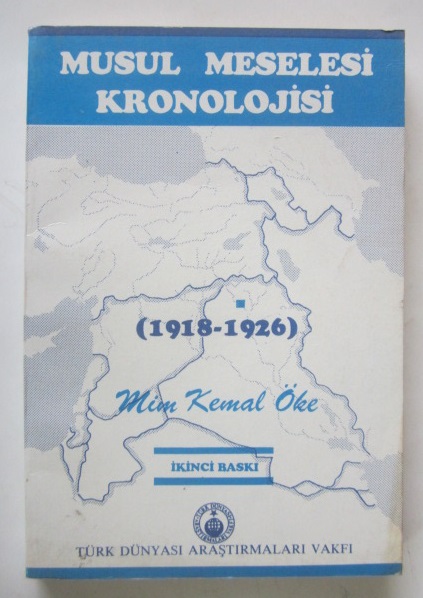 MUSUL MESELESİ
KRONOLOJİSİ
(1918-1926)
Mim Kemal Öke
İKİNCİ BASKI
TÜRK DÜNYASI ARAŞTIRMALARI VAKFI